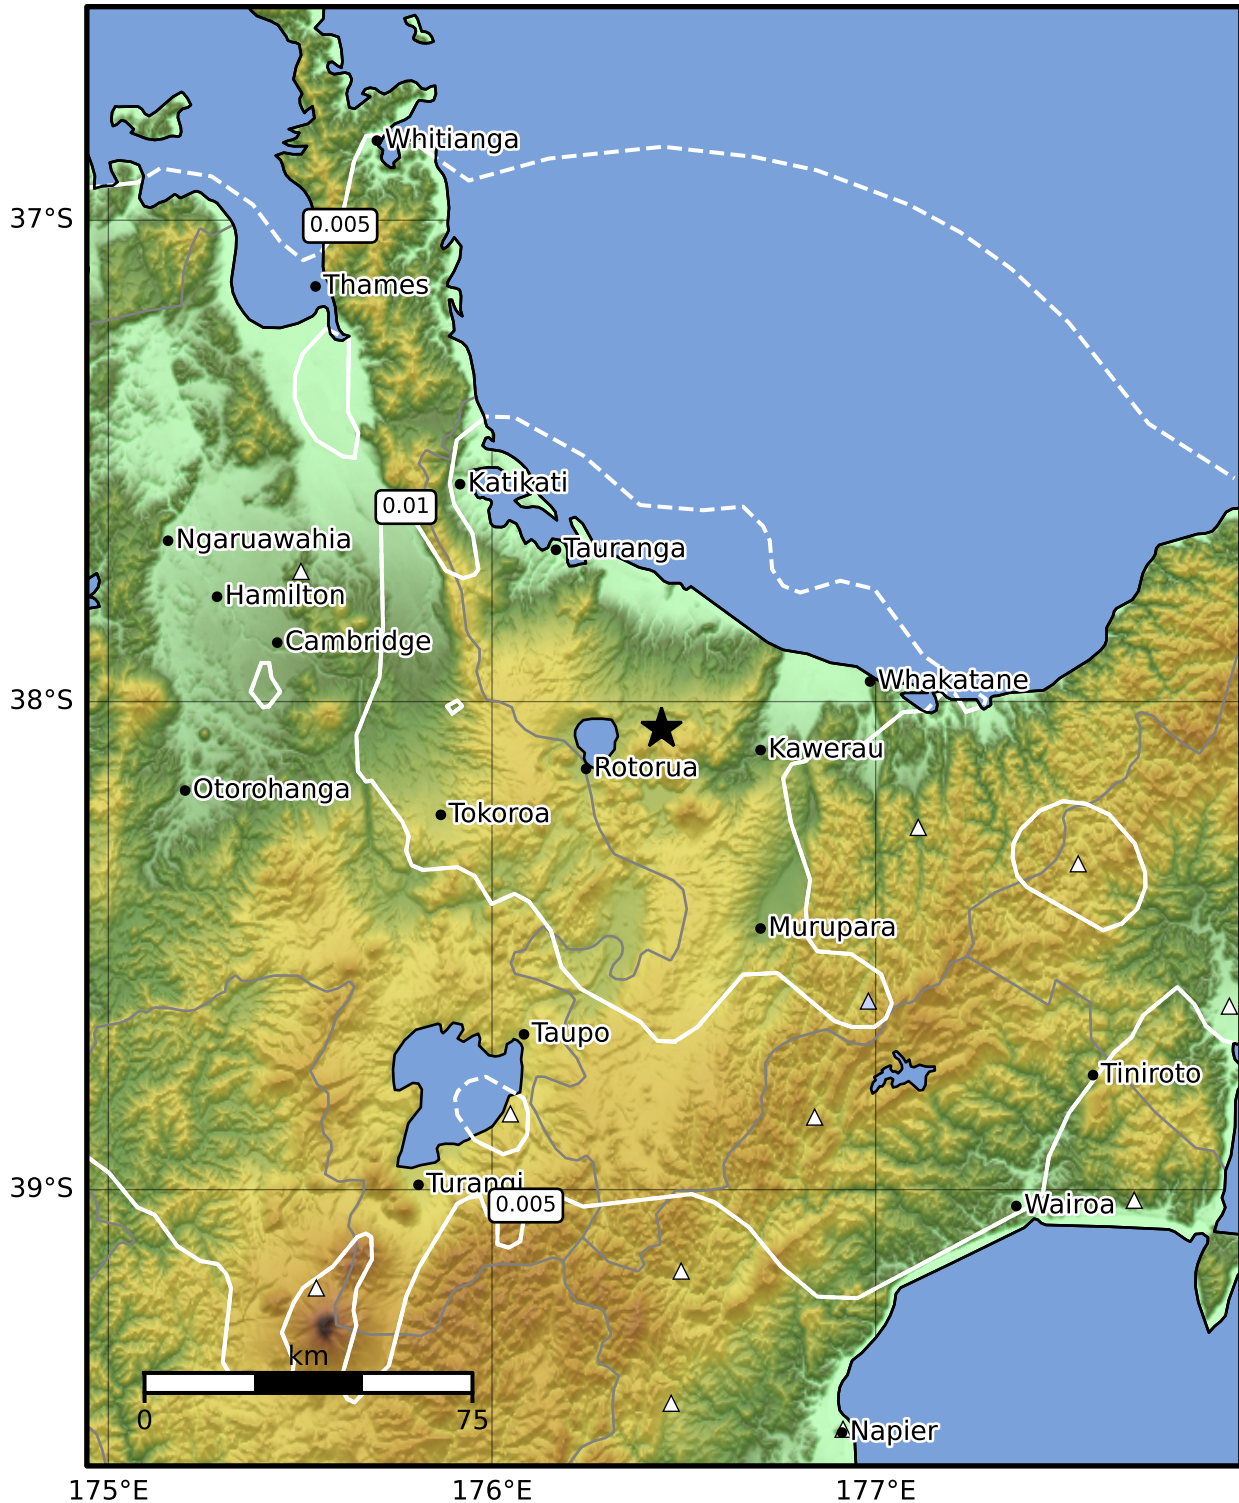 Whitianga
37°S
0.005
Thames
Katikati
0.01
Ngaruawahia
Tauranga
Hamilton
Cambridge
Whakatane
38°S
Kawerau
Rotorua
Otorohanga
Tokoroa
Murupara
Taupo
Tiniroto
Turangi
39°S
0.005
Wairoa
km
0
75
Napier
175°E
176°E
177°E